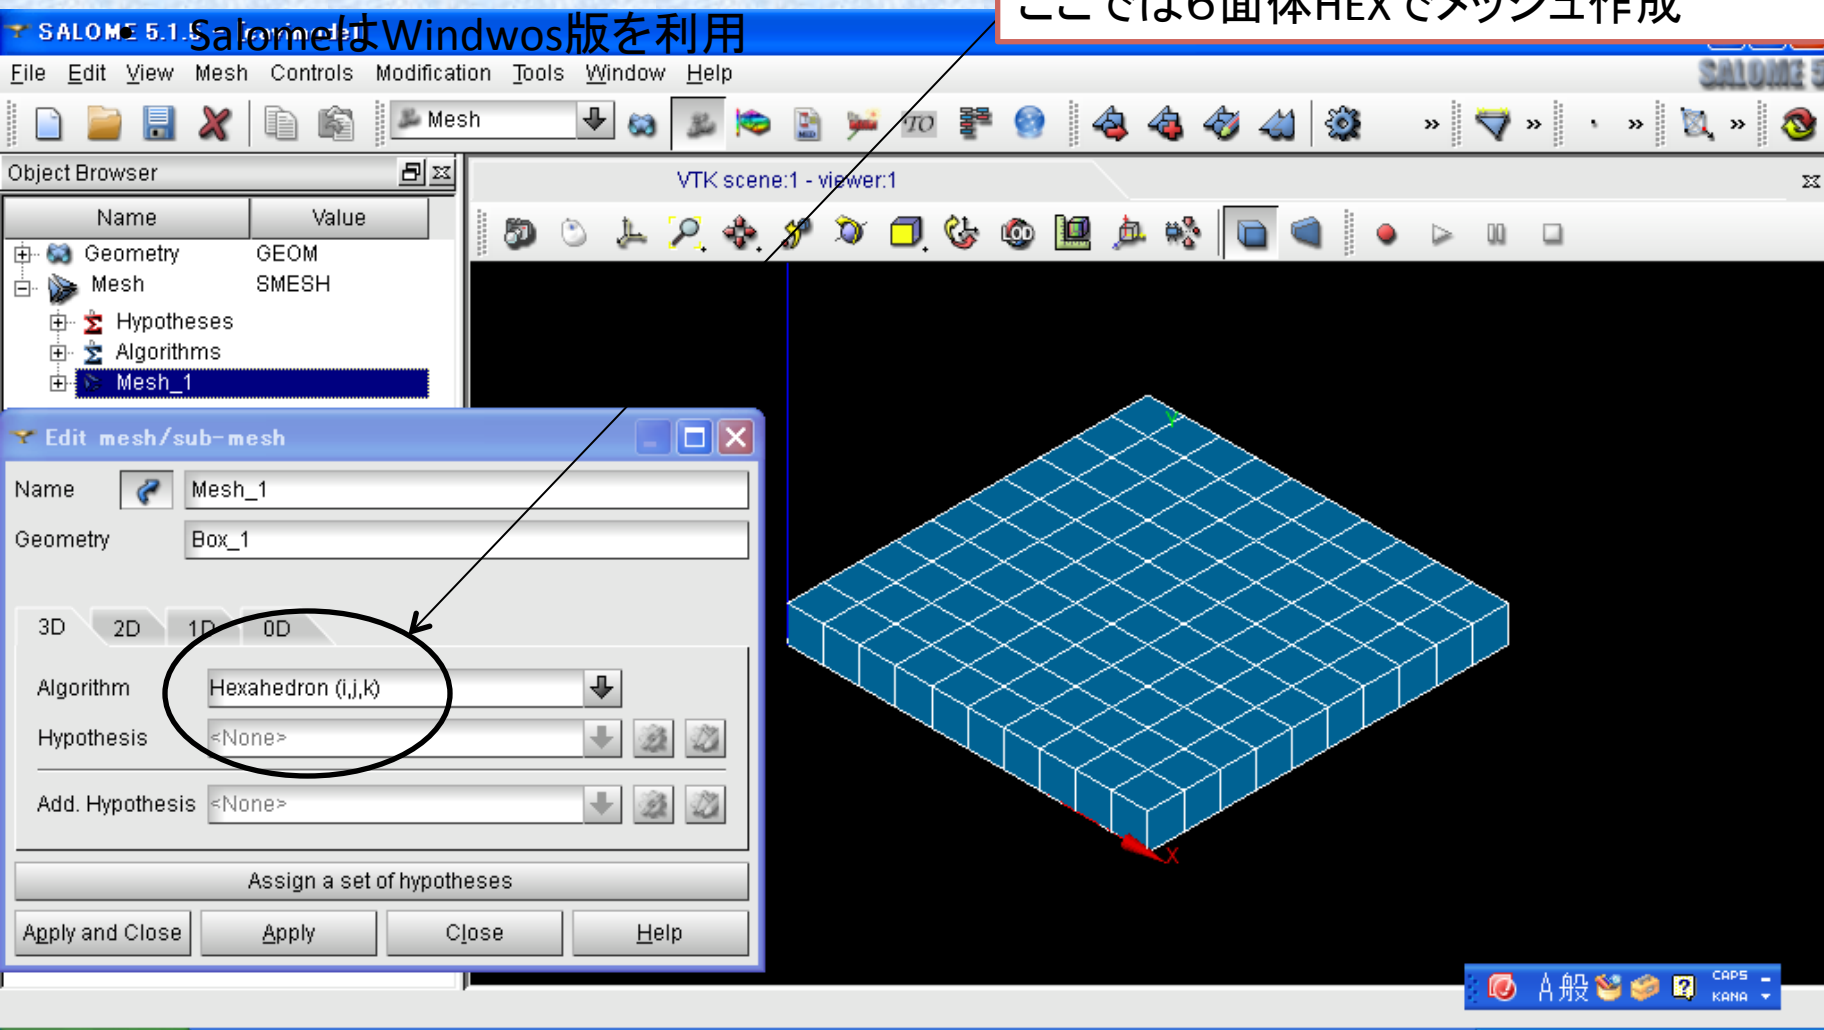 ここでは6面体HEXでメッシュ作成
SalomeはWindwos版を利用
SALOME 5.1.5
File Edit View Mesh Controls Modification Tools Window Help
SALOME 5
Mesh
Object Browser
VTK scene:1 - viewer:1
Name Value
Geometry GEOM
Mesh SMESH
Hypotheses
Algorithms
Mesh_1
Edit mesh/sub-mesh
Name Mesh_1
Geometry Box_1
3D 2D 1D 0D
Algorithm Hexahedron (i,j,k)
Hypothesis <None>
Add. Hypothesis <None>
Assign a set of hypotheses
Apply and Close Apply Close Help
Y
X
A般 CAPS
KANA